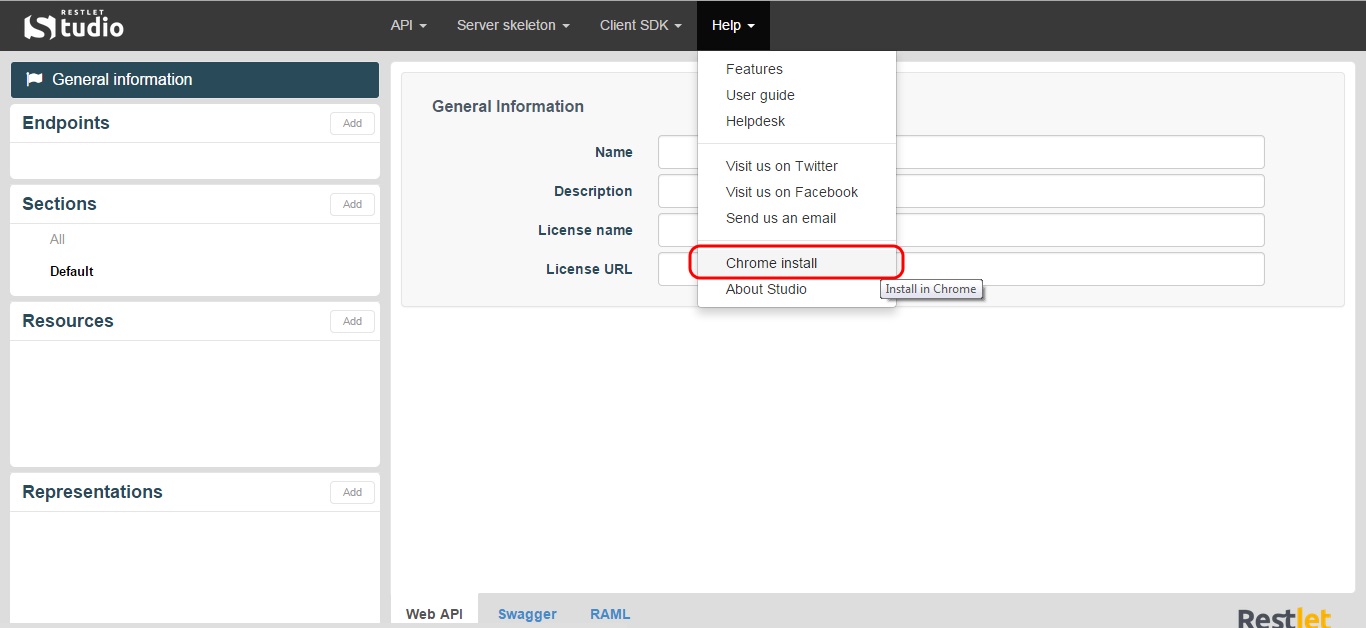 RESTLET
Studio
API
Server skeleton
Client SDK
Help
General information
Endpoints
Add
Sections
Add
All
Default
Resources
Add
Representations
Add
Features
User guide
Helpdesk
Visit us on Twitter
Visit us on Facebook
Send us an email
Chrome install
About Studio
Install in Chrome
General Information
Name
Description
License name
License URL
Web API
Swagger
RAML
Restlet